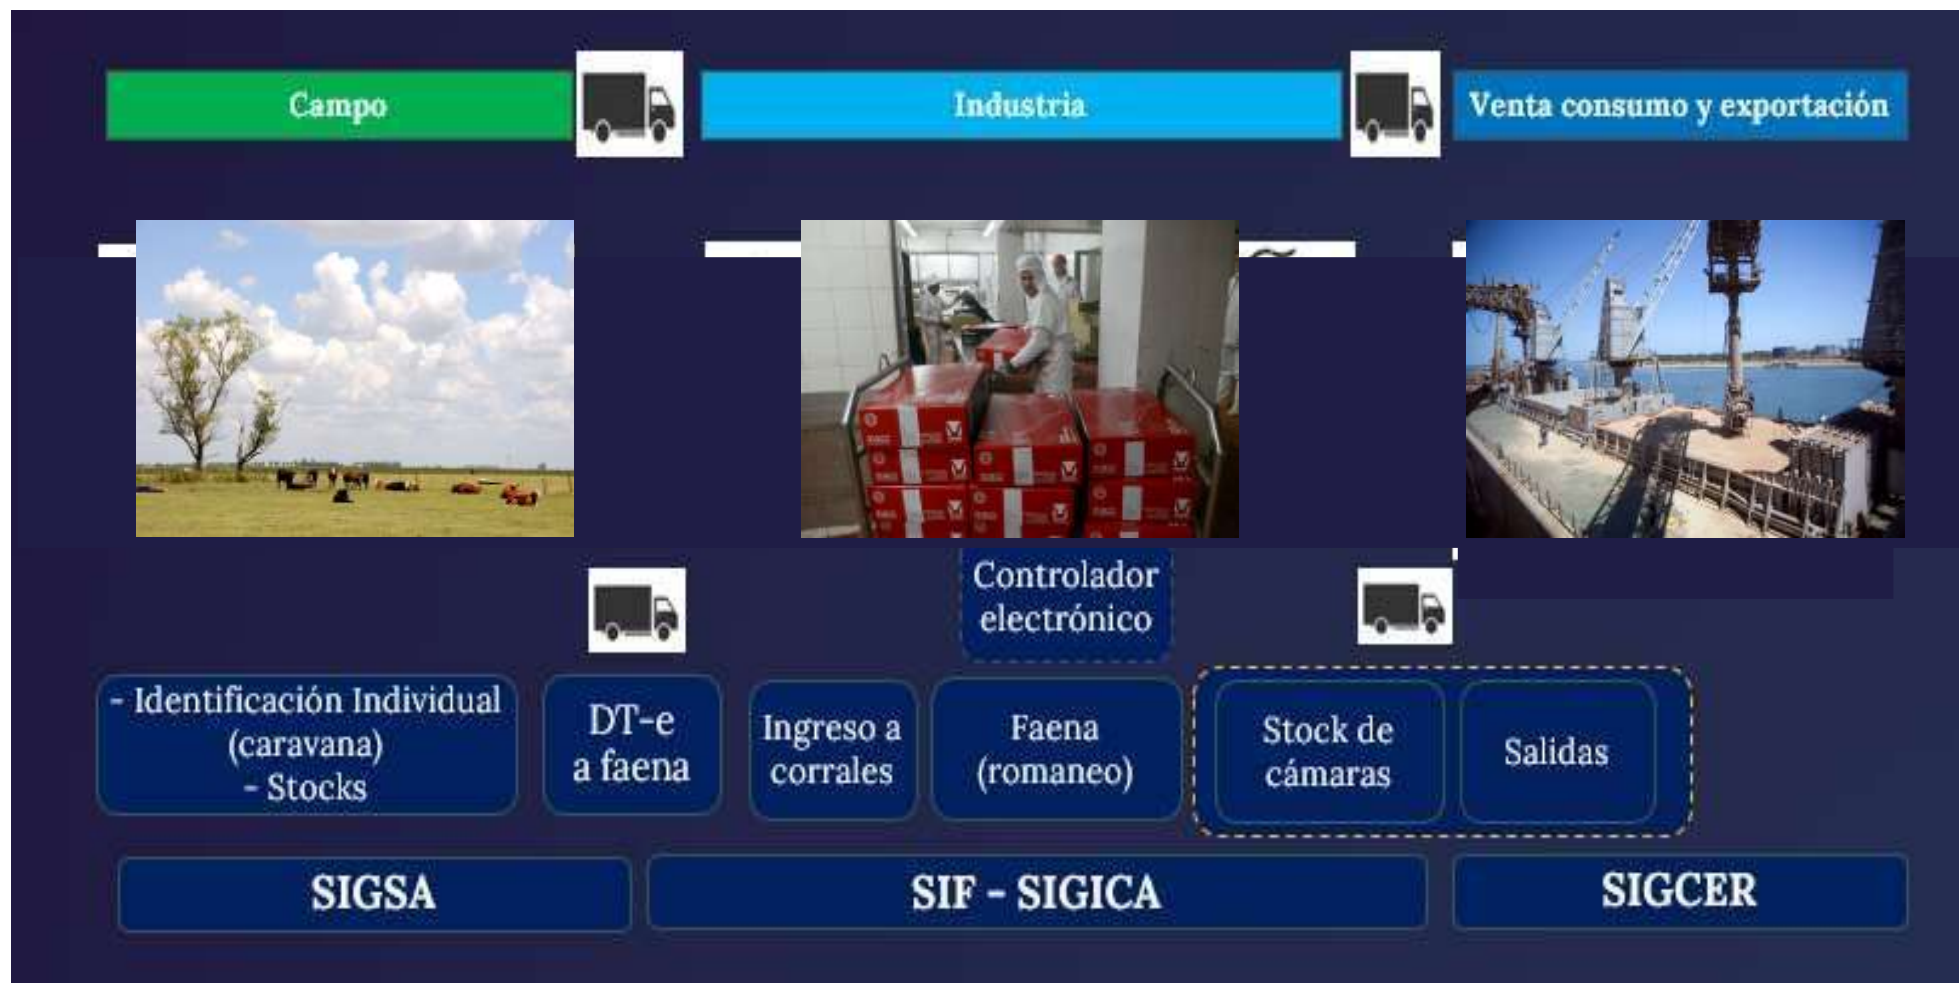 Campo
Industria
Venta consumo y exportación
Controlador
electrónico
- Identificación Individual
(caravana)
- Stocks
DT-e
a faena
Ingreso a
corrales
Faena
(romaneo)
Stock de
cámaras
Salidas
SIGSA
SIF - SIGICA
SIGCER